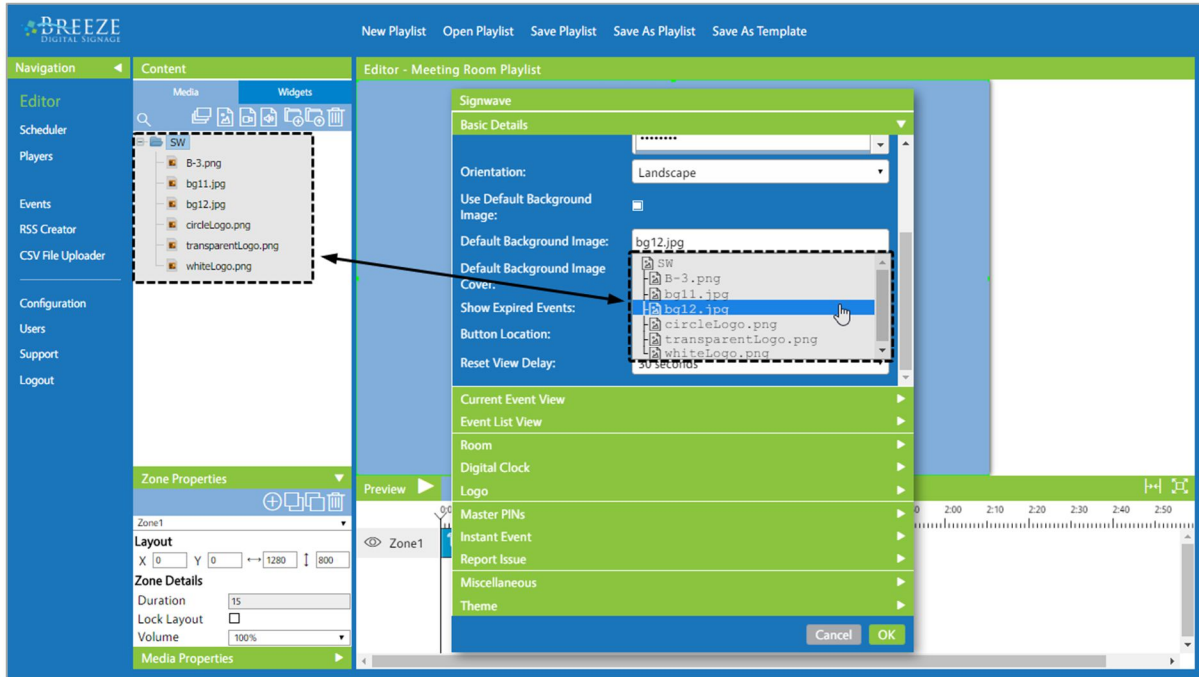 BREEZE
DIGITAL SIGNAGE
New Playlist Open Playlist Save Playlist Save As Playlist Save As Template
Navigation
Editor
Scheduler
Players
Events
RSS Creator
CSV File Uploader
Configuration
Users
Support
Logout
Content
Media Widgets
SW
B-3.png
bg11.jpg
bg12.jpg
circleLogo.png
transparentLogo.png
whiteLogo.png
Zone Properties
Zone1
Layout
X 0 Y 0 1280 800
Zone Details
Duration 15
Lock Layout
Volume 100%
Media Properties
Editor - Meeting Room Playlist
Signwave
Basic Details
Orientation: Landscape
Use Default Background
Image:
Default Background Image: bg12.jpg
Default Background Image
Cover:
Show Expired Events:
Button Location:
Reset View Delay: 30 seconds
SW
B-3.png
bg11.jpg
bg12.jpg
circleLogo.png
transparentLogo.png
whiteLogo.png
Current Event View
Event List View
Room
Digital Clock
Logo
Master PINs
Instant Event
Report Issue
Miscellaneous
Theme
Cancel OK
Preview
2:00 2:10 2:20 2:30 2:40 2:50
Zone1